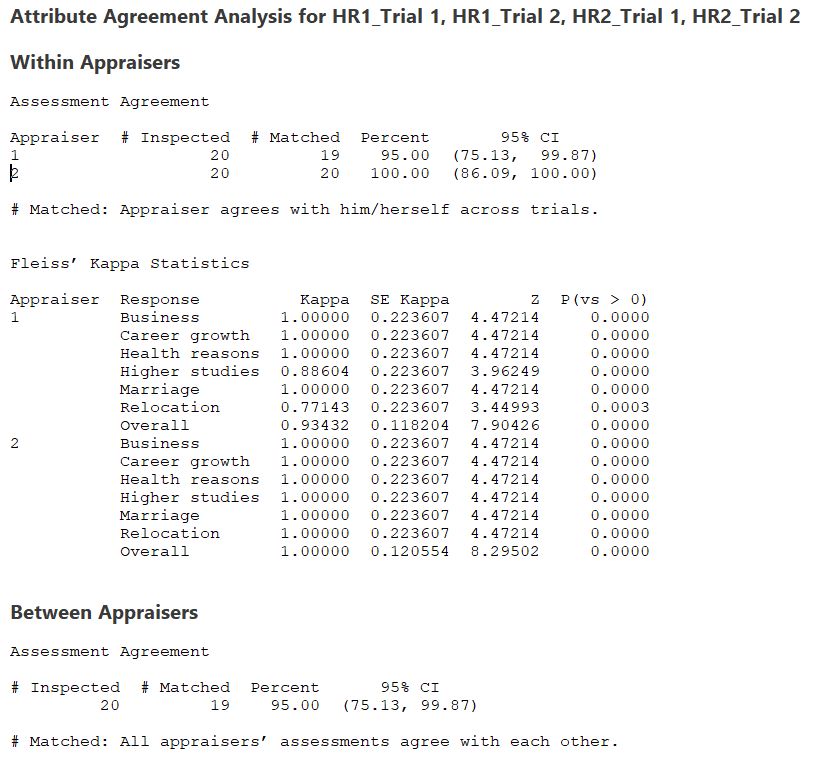 Attribute Agreement Analysis for HR1_Trial 1, HR1_Trial 2, HR2_Trial 1, HR2_Trial 2
Within Appraisers
Assessment Agreement
Appraiser # Inspected # Matched Percent 95% CI
1 20 19 95.00 (75.13, 99.87)
2 20 20 100.00 (86.09, 100.00)
# Matched: Appraiser agrees with him/herself across trials.
Fleiss’ Kappa Statistics
Appraiser Response Kappa SE Kappa Z P(vs > 0)
1 Business 1.00000 0.223607 4.47214 0.0000
Career growth 1.00000 0.223607 4.47214 0.0000
Health reasons 1.00000 0.223607 4.47214 0.0000
Higher studies 0.88604 0.223607 3.96249 0.0000
Marriage 1.00000 0.223607 4.47214 0.0000
Relocation 0.77143 0.223607 3.44993 0.0003
Overall 0.93432 0.118204 7.90426 0.0000
2 Business 1.00000 0.223607 4.47214 0.0000
Career growth 1.00000 0.223607 4.47214 0.0000
Health reasons 1.00000 0.223607 4.47214 0.0000
Higher studies 1.00000 0.223607 4.47214 0.0000
Marriage 1.00000 0.223607 4.47214 0.0000
Relocation 1.00000 0.223607 4.47214 0.0000
Overall 1.00000 0.120554 8.29502 0.0000
Between Appraisers
Assessment Agreement
# Inspected # Matched Percent 95% CI
20 19 95.00 (75.13, 99.87)
# Matched: All appraisers’ assessments agree with each other.